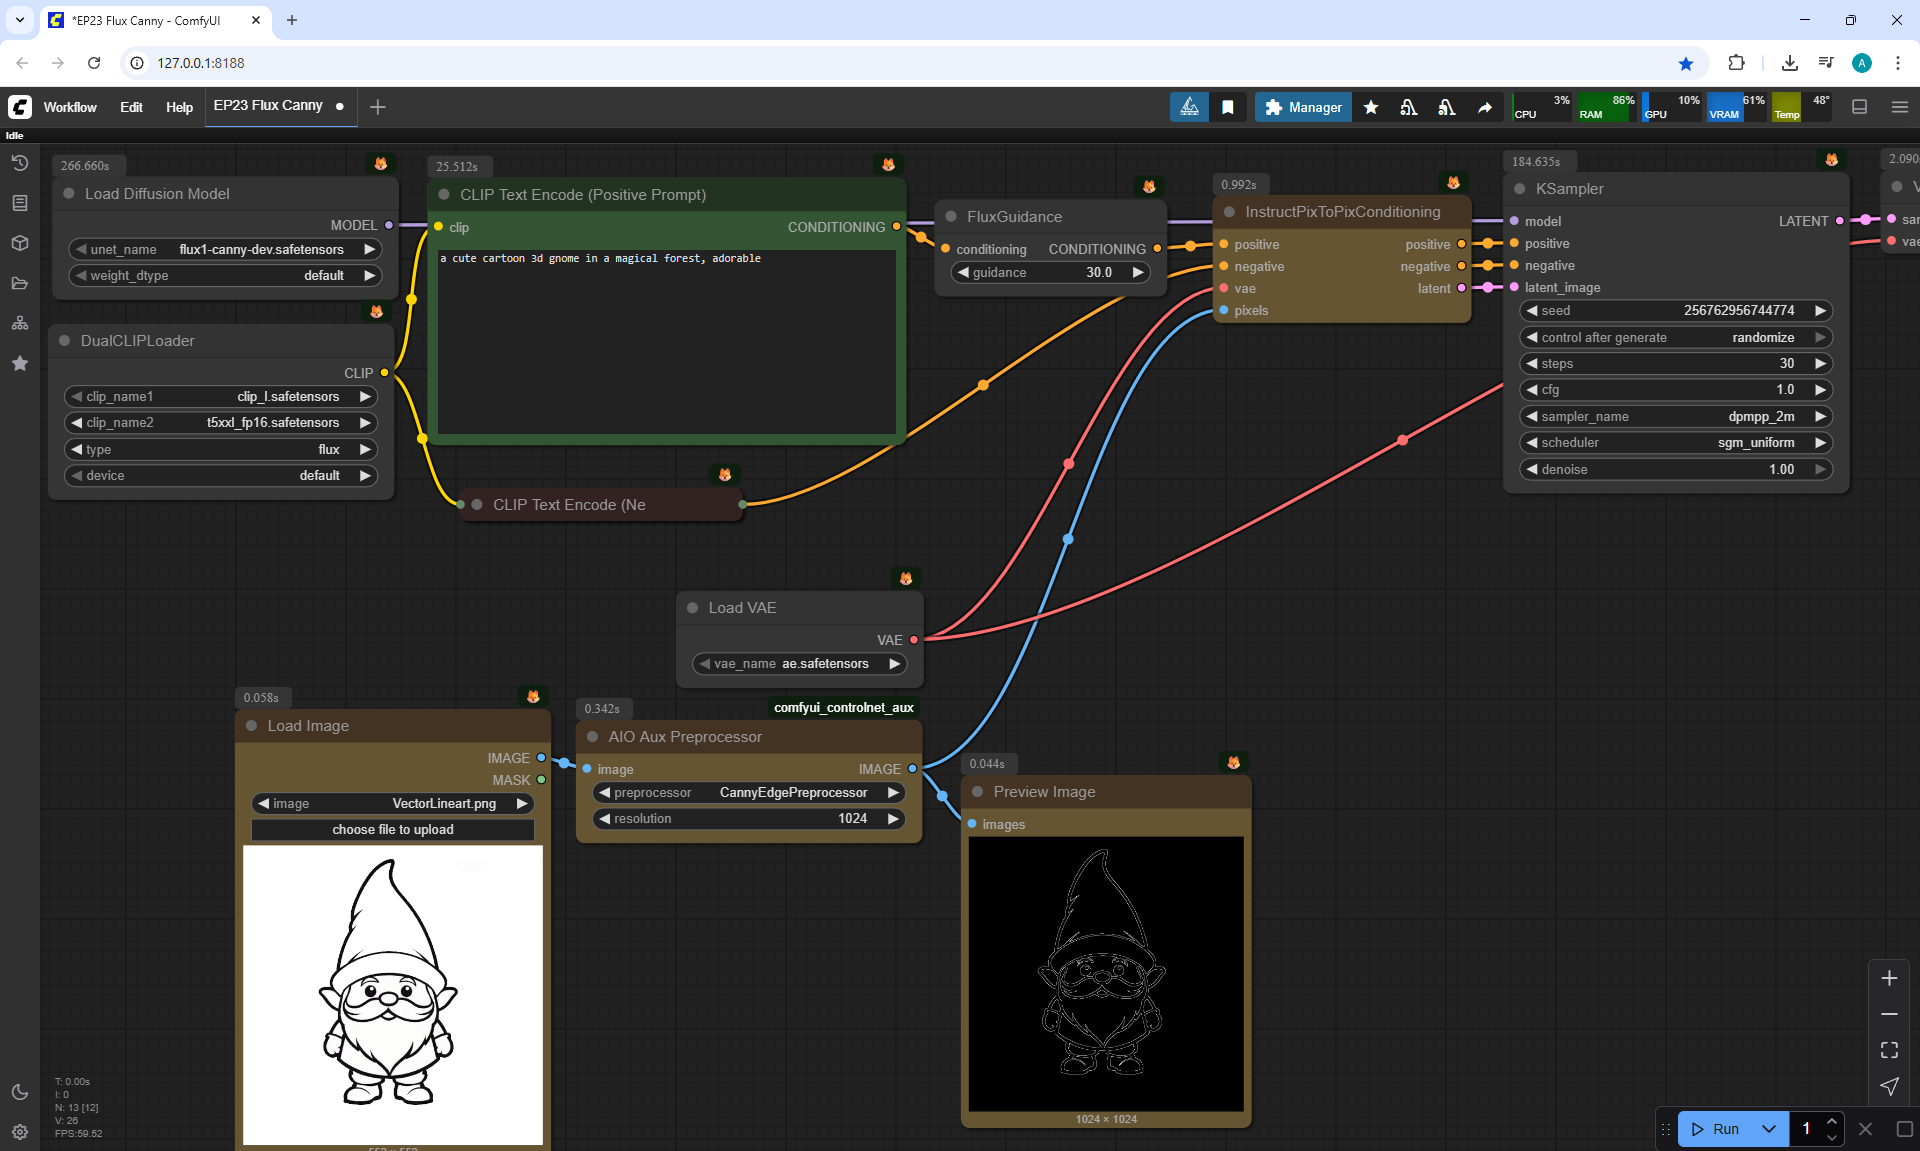 *EP23 Flux Canny - ComfyUI
127.0.0.1:8188
A
Workflow Edit Help EP23 Flux Canny
Manager
CPU 3% RAM 86% GPU 10% VRAM 61% Temp 48°
Idle
266.660s
Load Diffusion Model
MODEL
unet_name flux1-canny-dev.safetensors
weight_dtype default
DualCLIPLoader
CLIP
clip_name1 clip_l.safetensors
clip_name2 t5xxl_fp16.safetensors
type flux
device default
25.512s
CLIP Text Encode (Positive Prompt)
clip CONDITIONING
a cute cartoon 3d gnome in a magical forest, adorable
CLIP Text Encode (Ne
FluxGuidance
conditioning CONDITIONING
guidance 30.0
0.992s
InstructPixToPixConditioning
positive positive
negative negative
vae latent
pixels
184.635s
KSampler
model LATENT
positive
negative
latent_image
seed 256762956744774
control after generate randomize
steps 30
cfg 1.0
sampler_name dpmpp_2m
scheduler sgm_uniform
denoise 1.00
2.090
V
sar
vae
Load VAE
VAE
vae_name ae.safetensors
0.058s
Load Image
IMAGE
MASK
image VectorLineart.png
choose file to upload
0.342s
comfyui_controlnet_aux
AIO Aux Preprocessor
image IMAGE
preprocessor CannyEdgePreprocessor
resolution 1024
0.044s
Preview Image
images
1024 × 1024
T: 0.00s
I: 0
N: 13 [12]
V: 26
FPS:59.52
Run 1